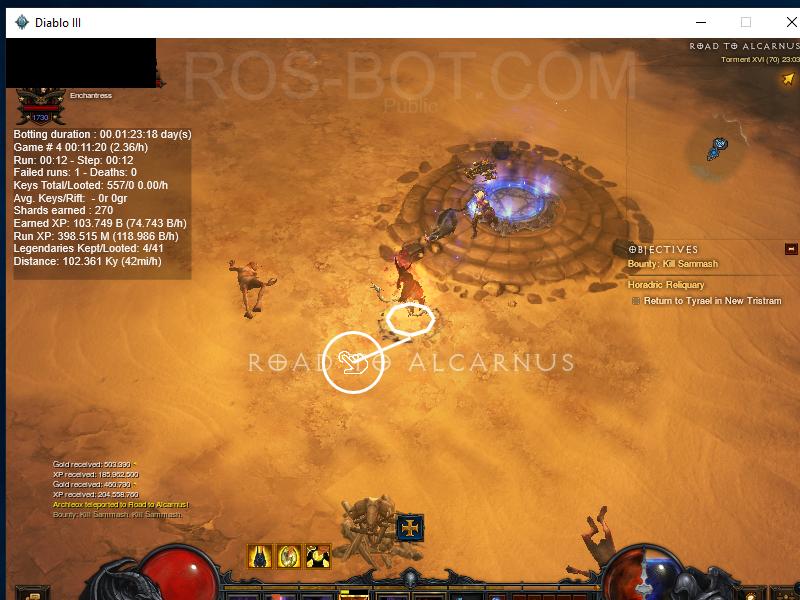 Diablo III
ROAD TO ALCARNUS
Torment XVI (70) 23:03
ROS-BOT.COM
Public
Enchantress
1730
Botting duration : 00.01:23:18 day(s)
Game # 4 00:11:20 (2.36/h)
Run: 00:12 - Step: 00:12
Failed runs: 1 - Deaths: 0
Keys Total/Looted: 557/0 0.00/h
Avg. Keys/Rift:  - 0r 0gr
Shards earned : 270
Earned XP: 103.749 B (74.743 B/h)
Run XP: 398.515 M (118.986 B/h)
Legendaries Kept/Looted: 4/41
Distance: 102.361 Ky (42mi/h)
OBJECTIVES
Bounty: Kill Sammash
Horadric Reliquary
Return to Tyrael in New Tristram
ROAD TO ALCARNUS
Gold received: 503,390
XP received: 185,962,500
Gold received: 460,790
XP received: 204,558,760
Archleox teleported to Road to Alcarnus!
Bounty: Kill Sammash: Kill Sammash.